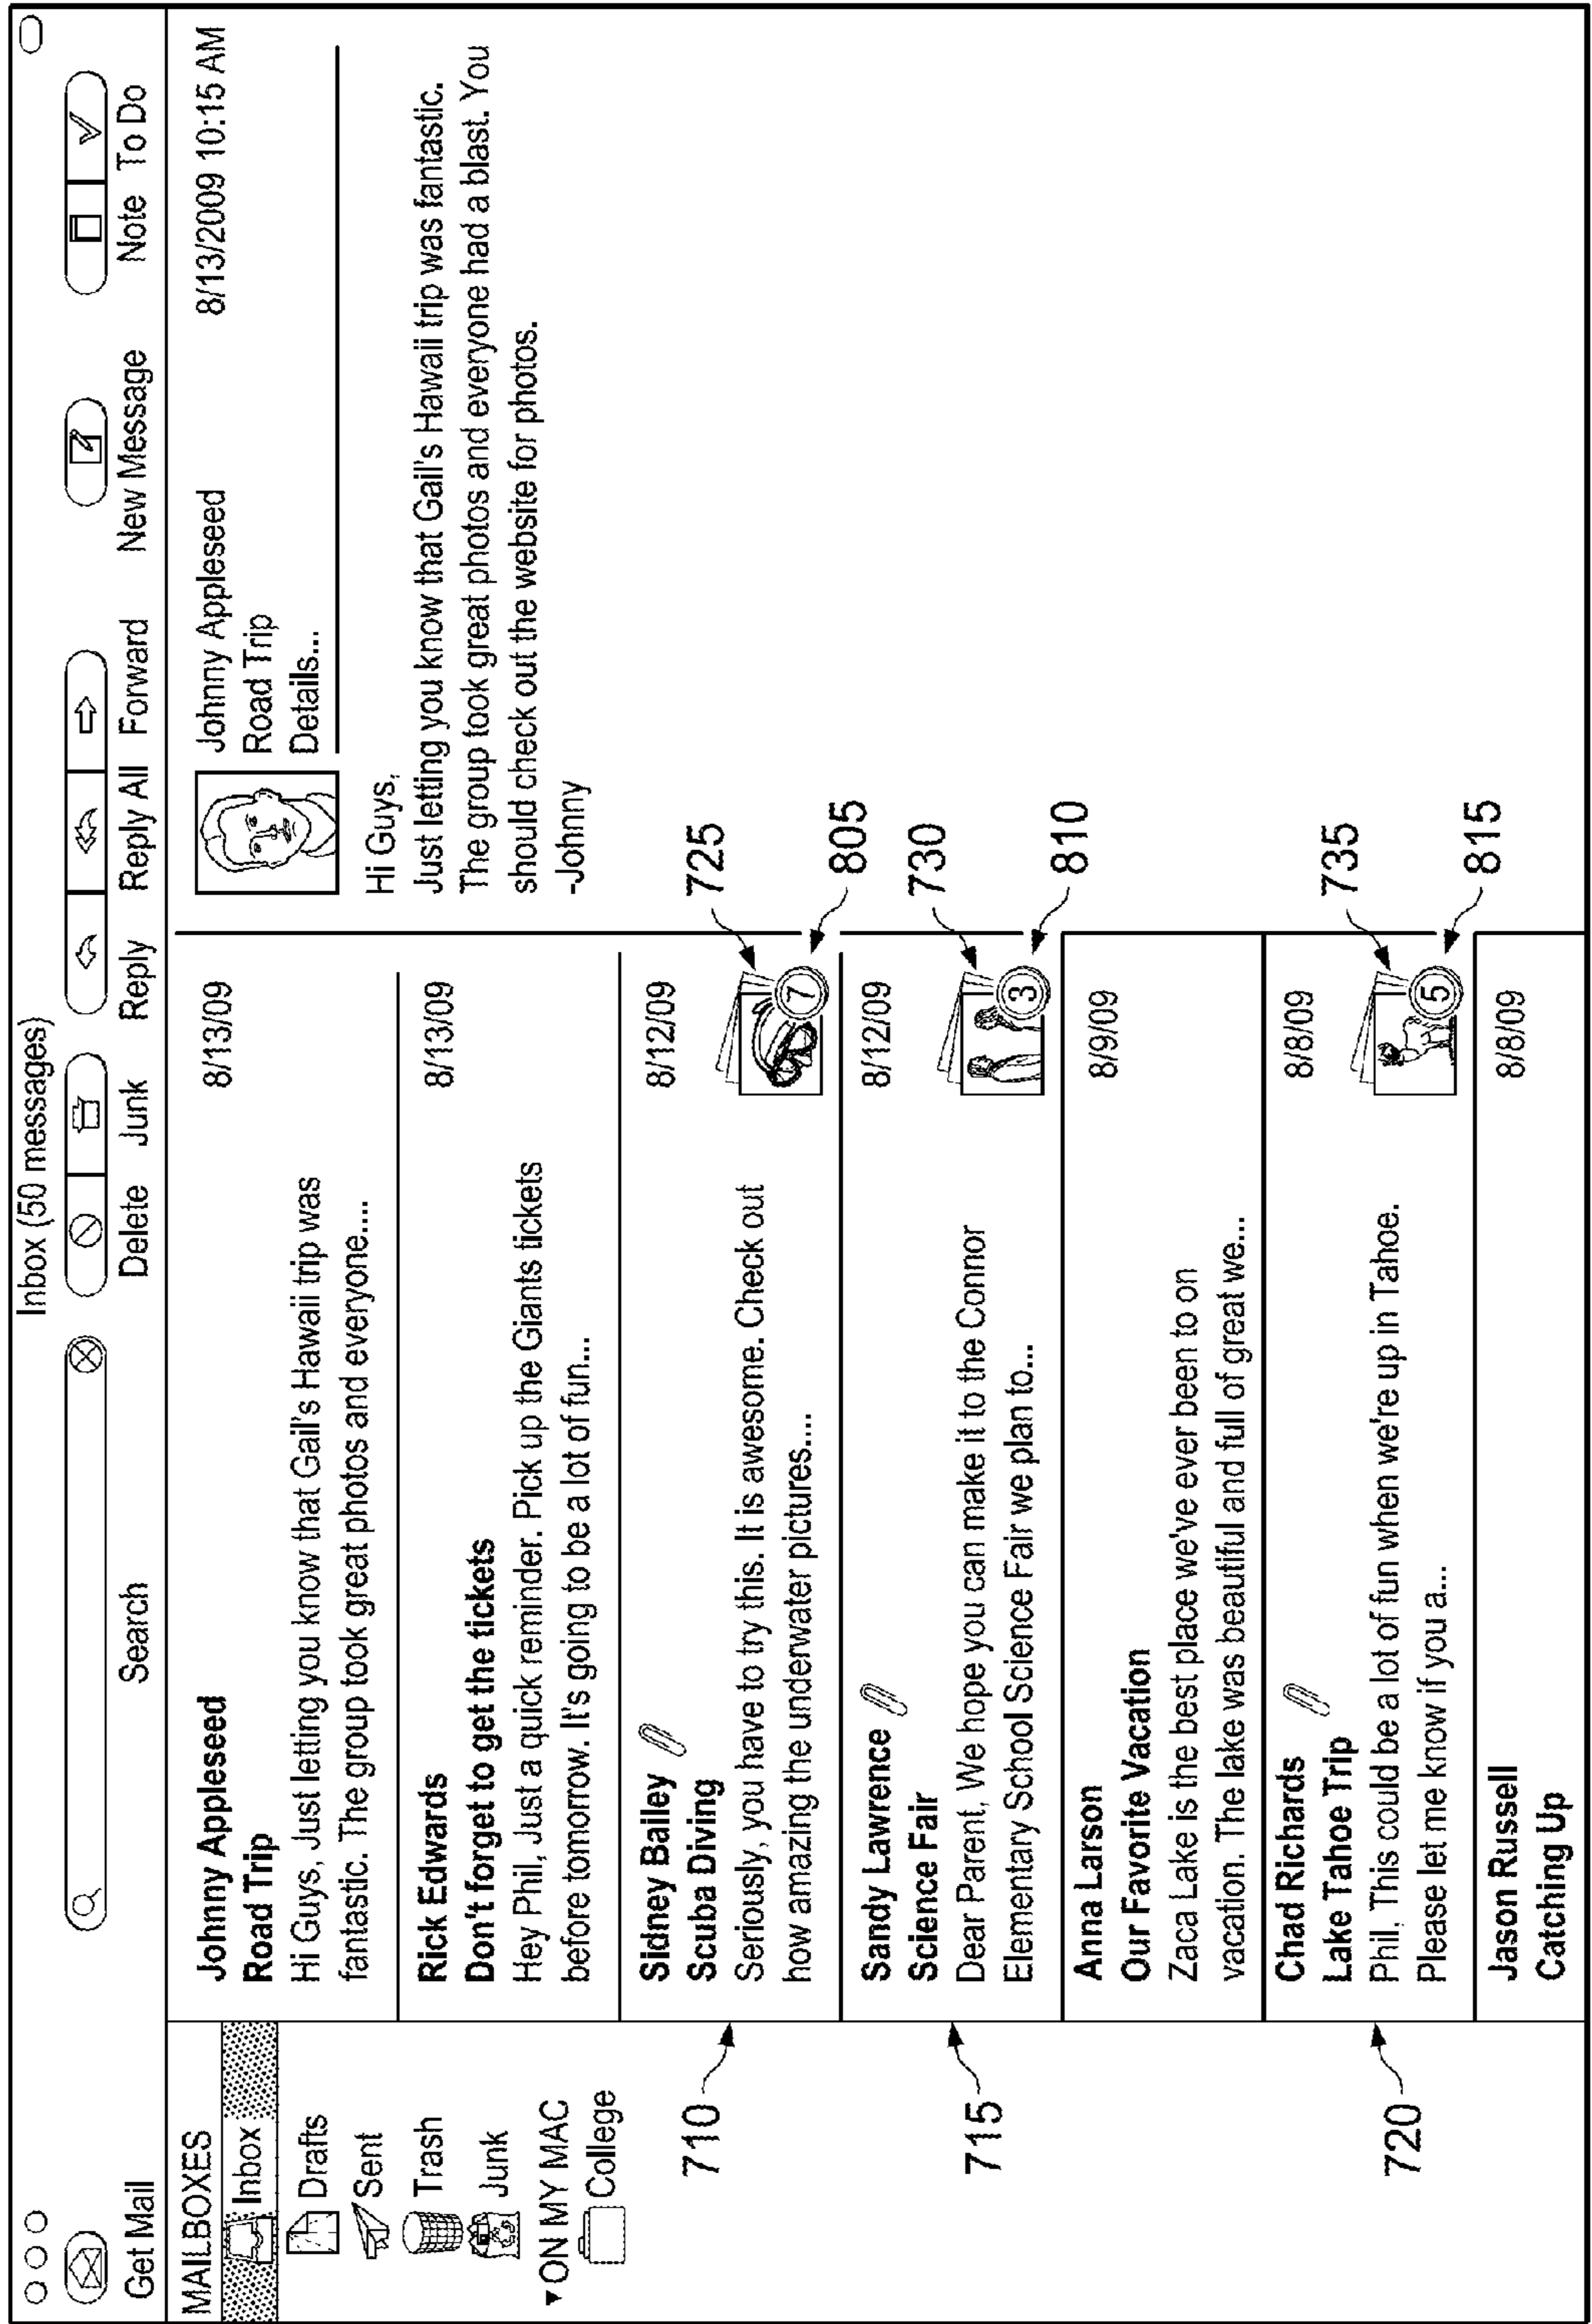 Inbox (50 messages)
Get Mail
Search
Delete Junk
Reply Reply All Forward
New Message
Note To Do
MAILBOXES
Inbox
Drafts
Sent
Trash
Junk
ON MY MAC
College
Johnny Appleseed 8/13/09
Road Trip
Hi Guys, Just letting you know that Gail's Hawaii trip was
fantastic. The group took great photos and everyone....
Rick Edwards 8/13/09
Don't forget to get the tickets
Hey Phil, Just a quick reminder. Pick up the Giants tickets
before tomorrow. It's going to be a lot of fun...
710
Sidney Bailey 8/12/09
Scuba Diving
Seriously, you have to try this. It is awesome. Check out
how amazing the underwater pictures....
7
725
805
715
Sandy Lawrence 8/12/09
Science Fair
Dear Parent, We hope you can make it to the Connor
Elementary School Science Fair we plan to...
3
730
810
Anna Larson 8/9/09
Our Favorite Vacation
Zaca Lake is the best place we've ever been to on
vacation. The lake was beautiful and full of great we...
720
Chad Richards 8/8/09
Lake Tahoe Trip
Phil, This could be a lot of fun when we're up in Tahoe.
Please let me know if you a...
5
735
815
Jason Russell 8/8/09
Catching Up
Johnny Appleseed 8/13/2009 10:15 AM
Road Trip
Details...
Hi Guys,
Just letting you know that Gail's Hawaii trip was fantastic.
The group took great photos and everyone had a blast. You
should check out the website for photos.
-Johnny